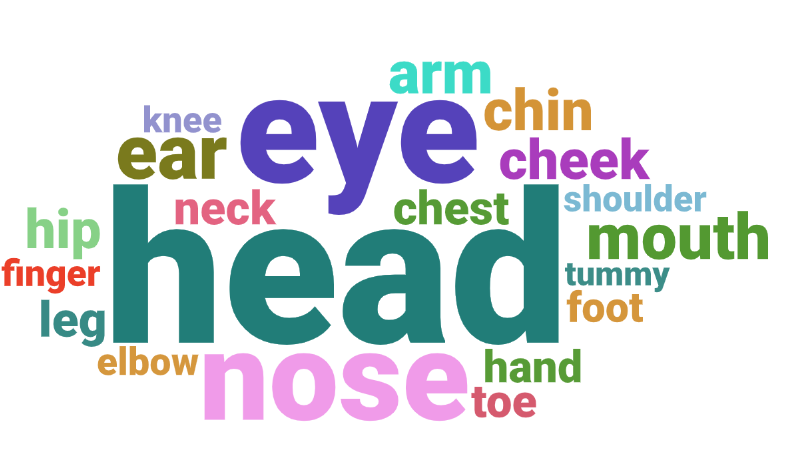 arm
eye
chin
knee
ear
cheek
neck
chest
shoulder
head
hip
mouth
finger
tummy
leg
foot
elbow
nose
hand
toe